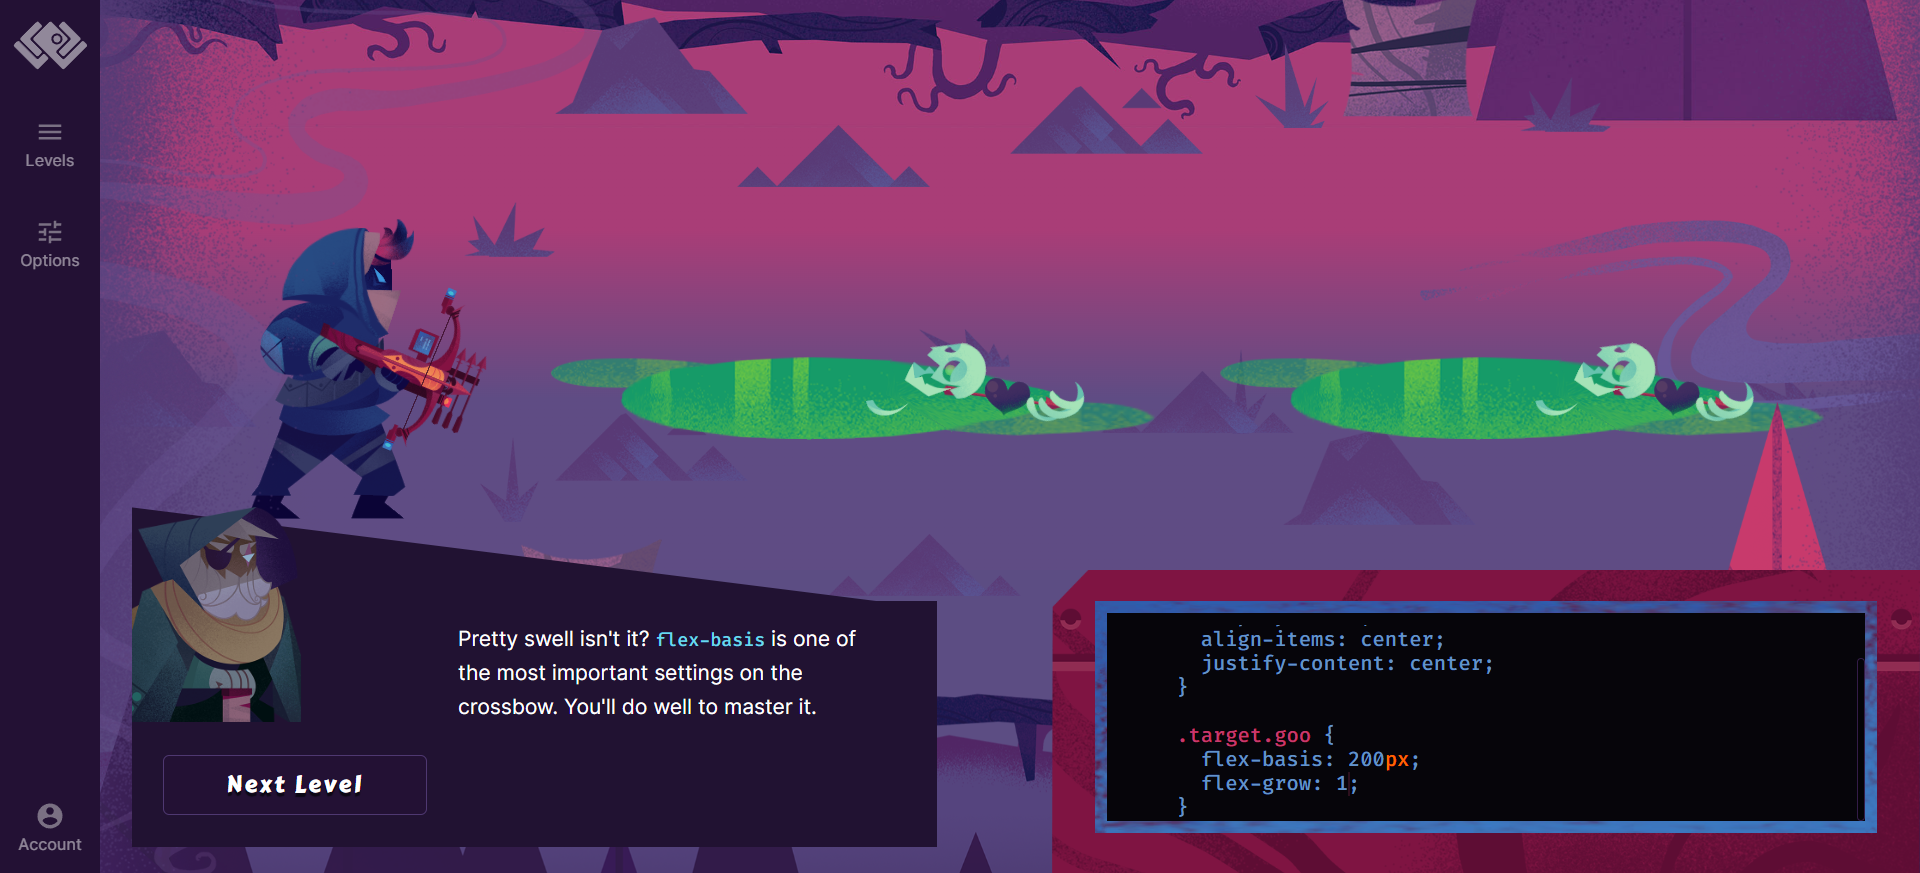 Levels
Options
Account
Pretty swell isn't it? flex-basis is one of
the most important settings on the
crossbow. You'll do well to master it.
Next Level
align-items: center;
justify-content: center;
}
.target.goo {
flex-basis: 200px;
flex-grow: 1;
}